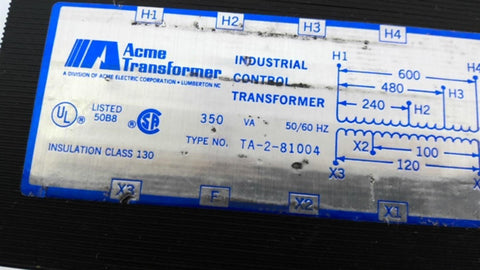 H1 H2 H3 H4
Acme
Transformer
A DIVISION OF ACME ELECTRIC CORPORATION • LUMBERTON NC
INDUSTRIAL
CONTROL
TRANSFORMER
H1 H4
600
480
H3
240
H2
UL
LISTED
50B8
SA
350 VA 50/60 HZ
TYPE NO. TA-2-81004
INSULATION CLASS 130
X2 100
120
X3 X
X3 F X2 X1